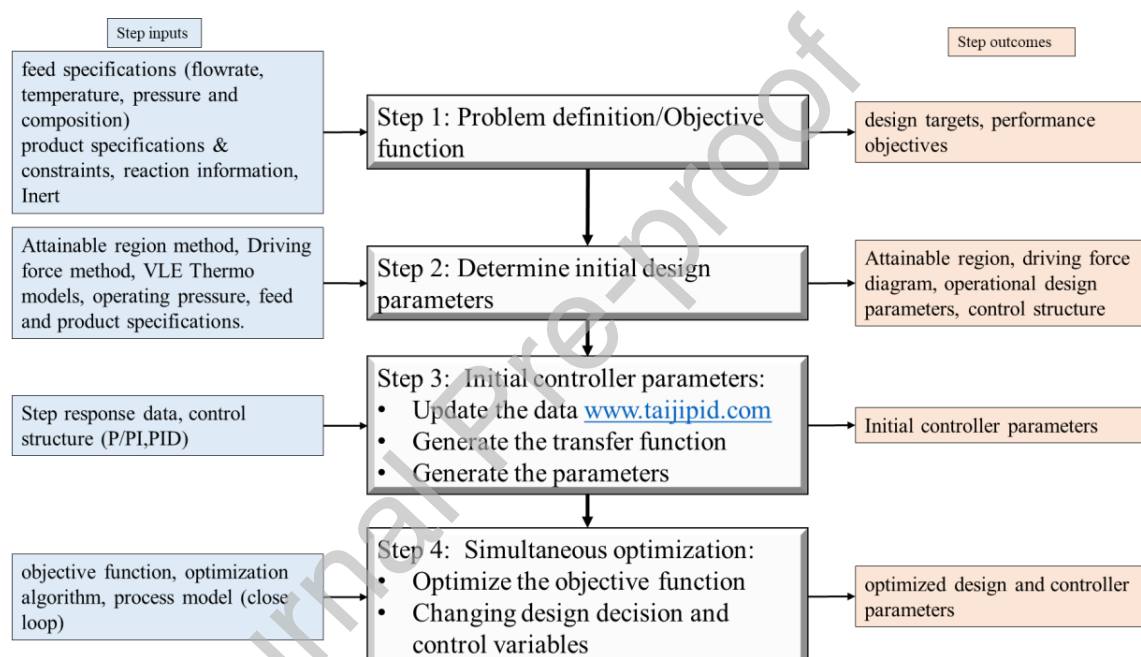 Step inputs
Step outcomes
feed specifications (flowrate,
temperature, pressure and
composition)
product specifications &
constraints, reaction information,
Inert
Step 1: Problem definition/Objective
function
design targets, performance
objectives
Attainable region method, Driving
force method, VLE Thermo
models, operating pressure, feed
and product specifications.
Step 2: Determine initial design
parameters
Attainable region, driving force
diagram, operational design
parameters, control structure
Step response data, control
structure (P/PI,PID)
Step 3: Initial controller parameters:
• Update the data www.taijipid.com
• Generate the transfer function
• Generate the parameters
Initial controller parameters
objective function, optimization
algorithm, process model (close
loop)
Step 4: Simultaneous optimization:
• Optimize the objective function
• Changing design decision and
control variables
optimized design and controller
parameters
urnal Pre-proof